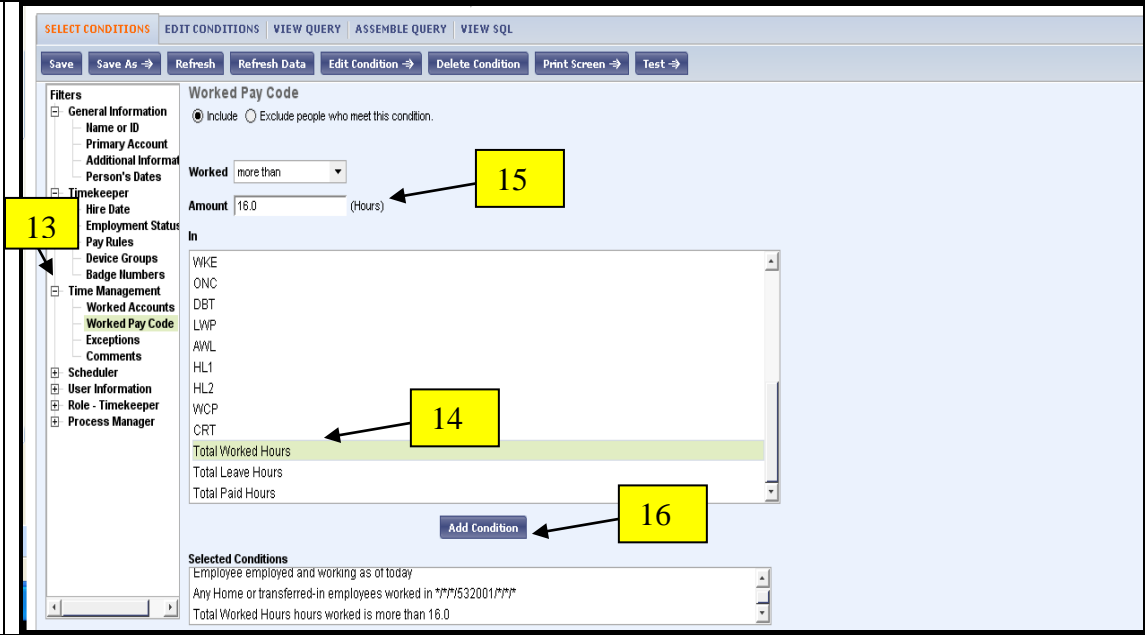 SELECT CONDITIONS EDIT CONDITIONS VIEW QUERY ASSEMBLE QUERY VIEW SQL
Save Save As Refresh Refresh Data Edit Condition Delete Condition Print Screen Test
Filters
General Information
Name or ID
Primary Account
Additional Informat
Person's Dates
Timekeeper
Hire Date
Employment Status
Pay Rules
Device Groups
Badge Numbers
Time Management
Worked Accounts
Worked Pay Code
Exceptions
Comments
Scheduler
User Information
Role - Timekeeper
Process Manager
13
Worked Pay Code
Include Exclude people who meet this condition.
Worked more than
Amount 16.0 (Hours)
15
In
WKE
ONC
DBT
LWP
AWL
HL1
HL2
WCP
CRT
Total Worked Hours
Total Leave Hours
Total Paid Hours
14
Add Condition
16
Selected Conditions
Employee employed and working as of today
Any Home or transferred-in employees worked in */*/*/532001/*/*/*
Total Worked Hours hours worked is more than 16.0